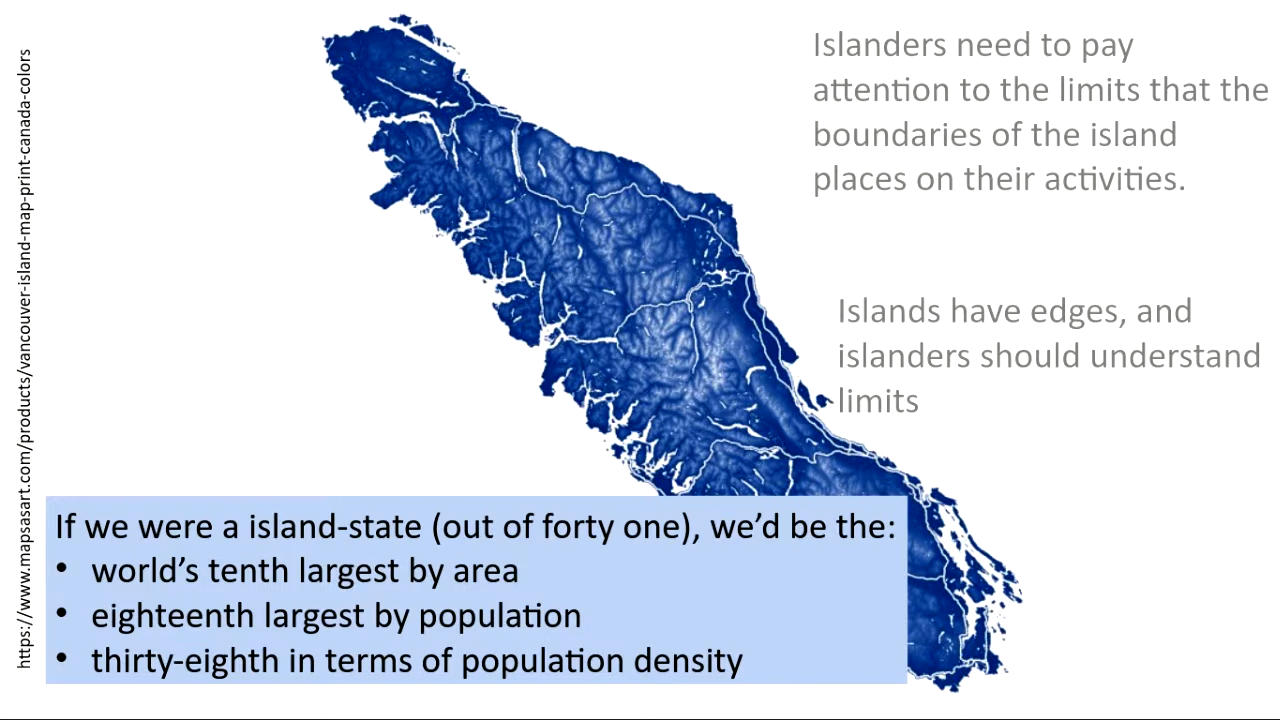 https://www.mapsasart.com/products/vancouver-island-map-print-canada-colors
Islanders need to pay
attention to the limits that the
boundaries of the island
places on their activities.
Islands have edges, and
islanders should understand
limits
If we were a island-state (out of forty one), we’d be the:
• world’s tenth largest by area
• eighteenth largest by population
• thirty-eighth in terms of population density